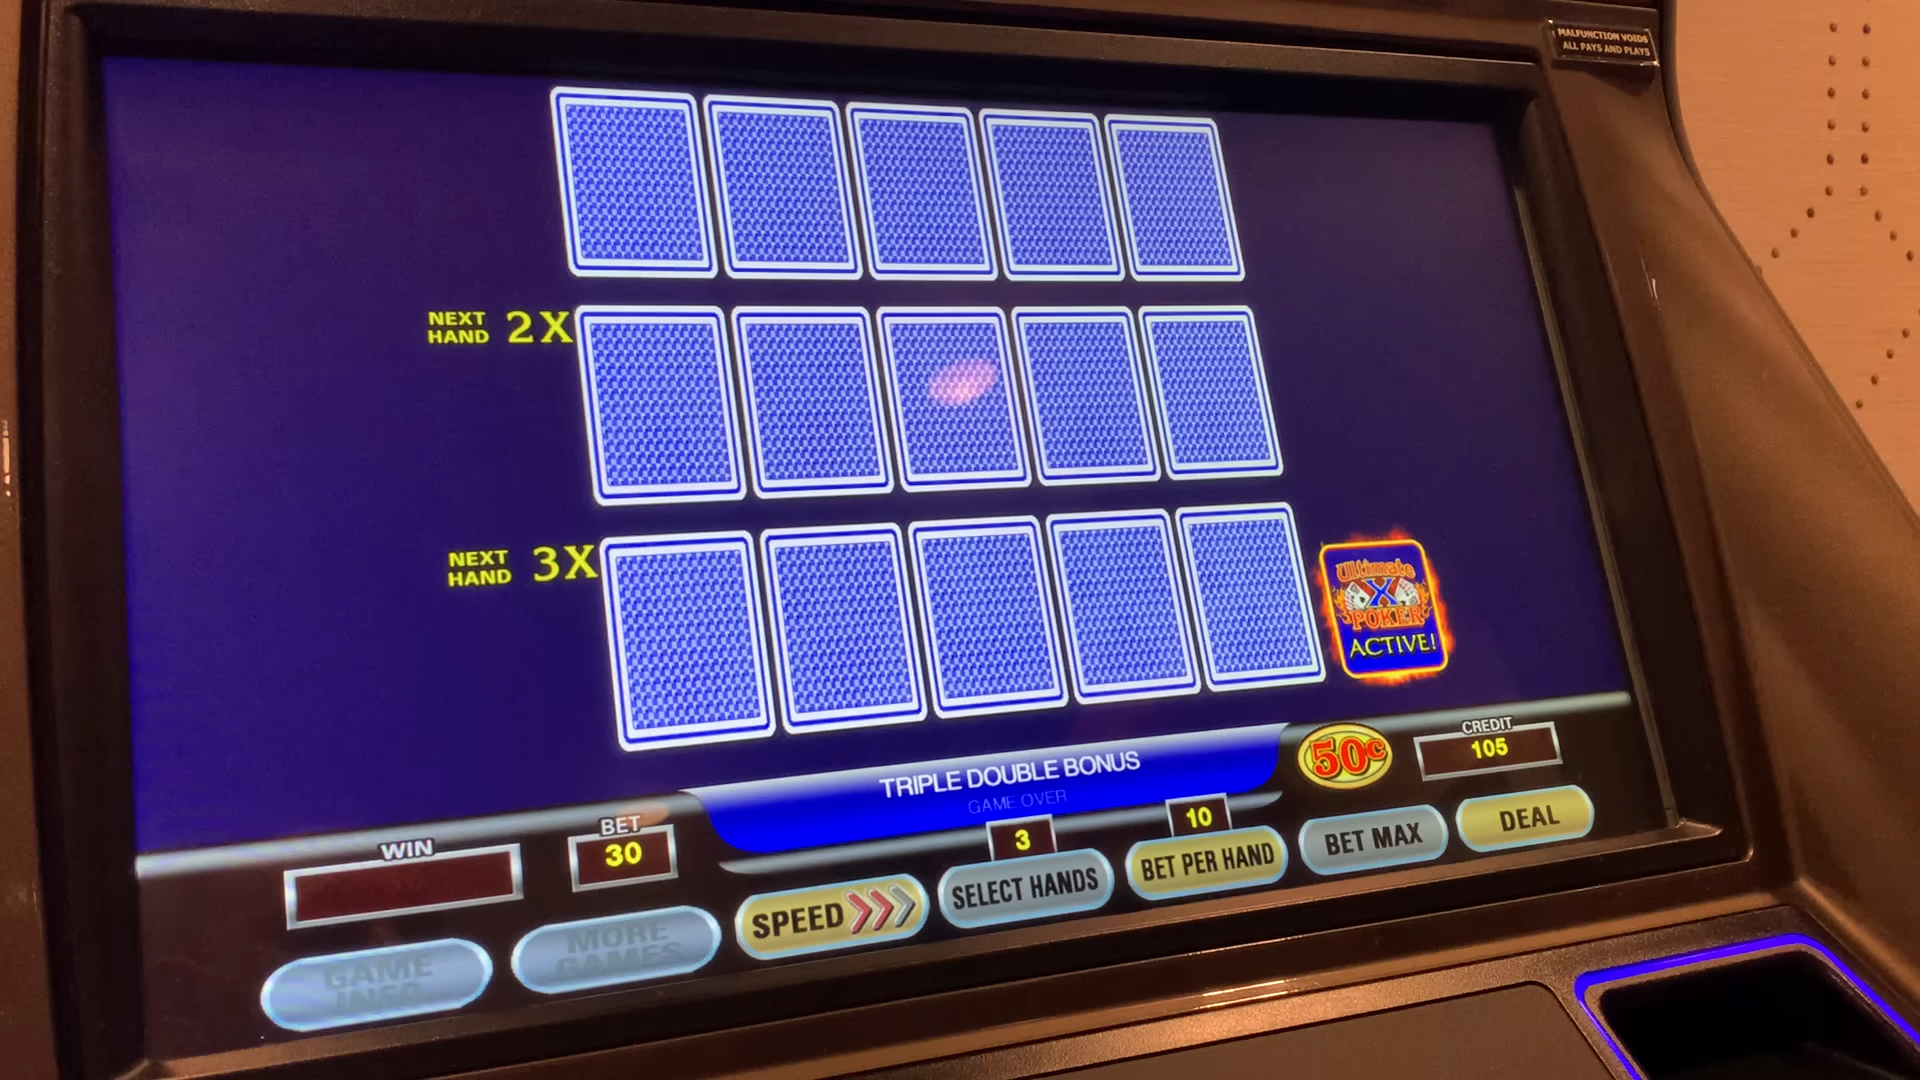 MALFUNCTION VOIDS
ALL PAYS AND PLAYS
NEXT
HAND 2X
NEXT
HAND 3X
Ultimate
X
POKER
ACTIVE!
TRIPLE DOUBLE BONUS
GAME OVER
50¢
CREDIT
105
WIN
BET
30
3
10
GAME
INFO
MORE
GAMES
SPEED
SELECT HANDS
BET PER HAND
BET MAX
DEAL